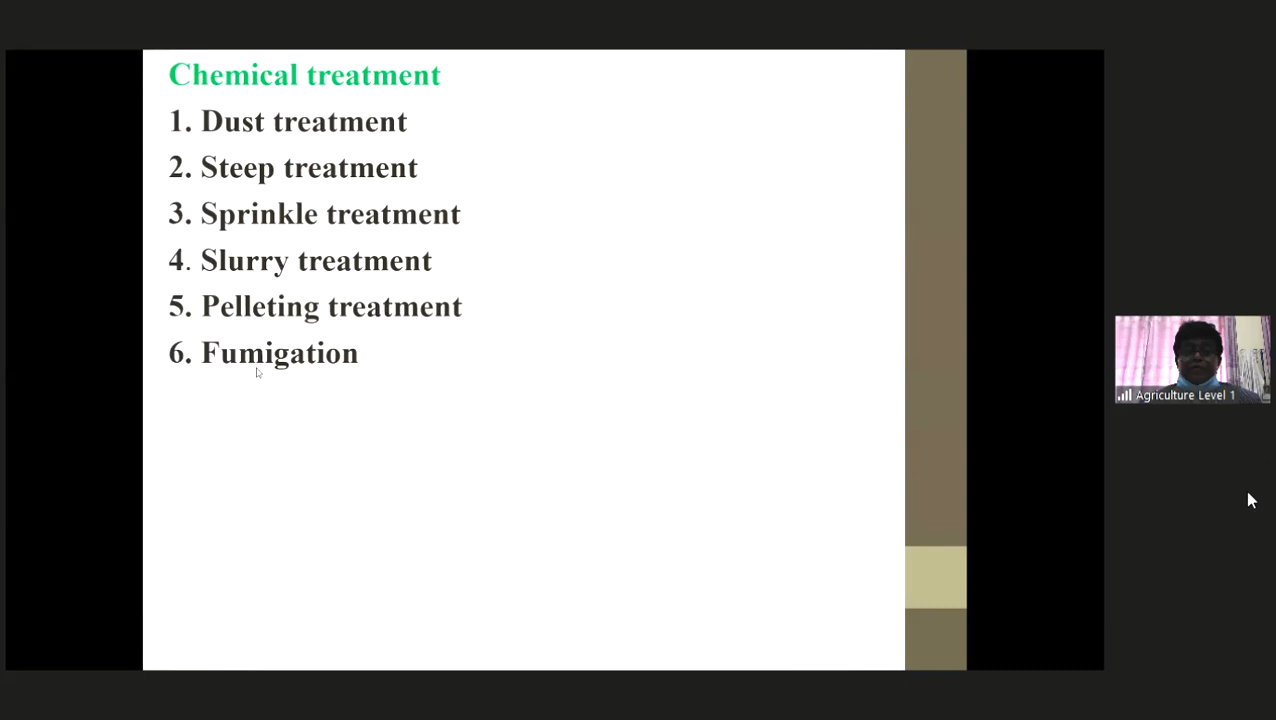 Chemical treatment
1. Dust treatment
2. Steep treatment
3. Sprinkle treatment
4. Slurry treatment
5. Pelleting treatment
6. Fumigation
Agriculture Level 1